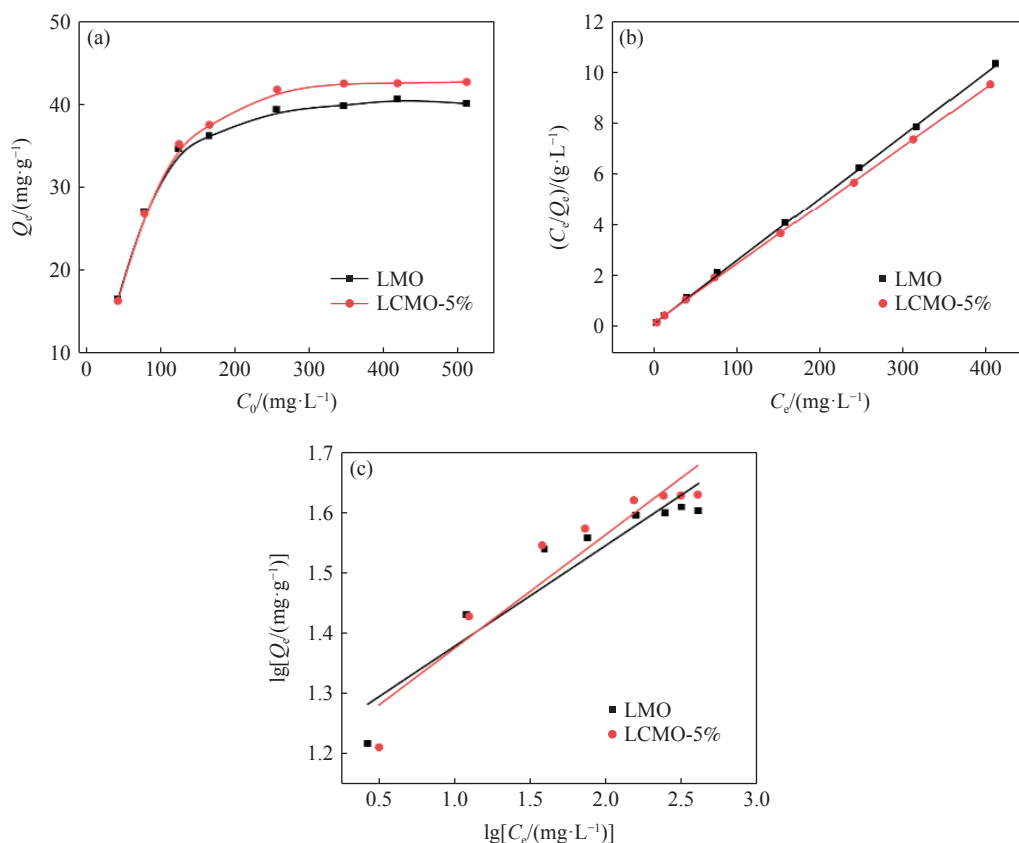 (a)
50
40
30
20
10
Qe/(mg·g⁻¹)
LMO
LCMO-5%
0 100 200 300 400 500
C₀/(mg·L⁻¹)
(b)
12
10
8
6
4
2
0
(Ce/Qe)/(g·L⁻¹)
LMO
LCMO-5%
0 100 200 300 400
Ce/(mg·L⁻¹)
(c)
1.7
1.6
1.5
1.4
1.3
1.2
lg[Qe/(mg·g⁻¹)]
LMO
LCMO-5%
0.5 1.0 1.5 2.0 2.5 3.0
lg[Ce/(mg·L⁻¹)]